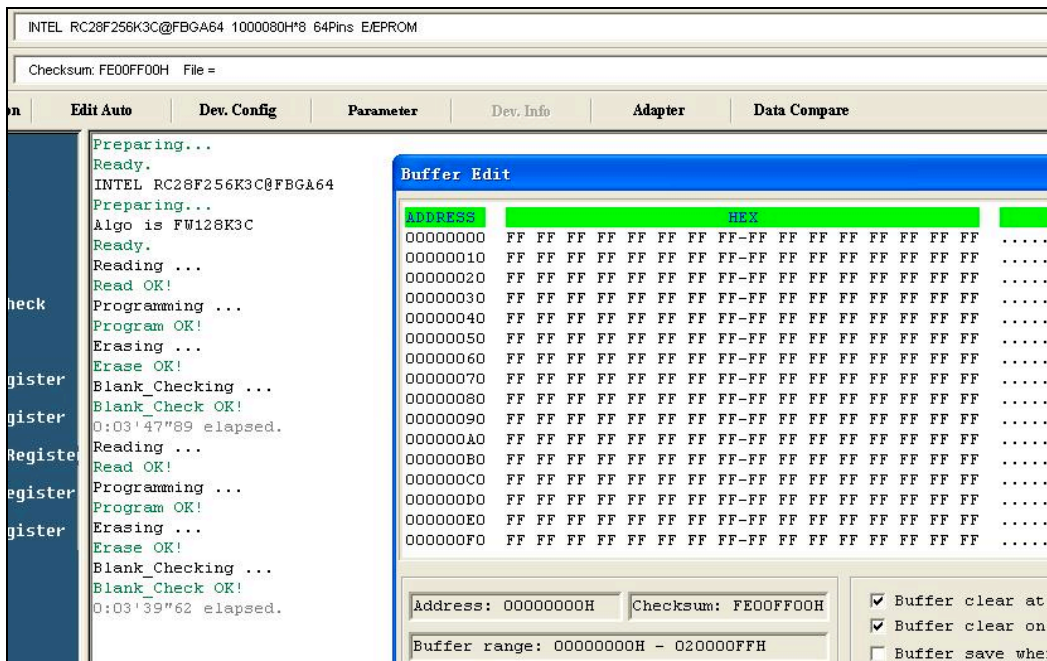 INTEL RC28F256K3C@FBGA64 1000080H*8 64Pins E/EPROM
Checksum: FE00FF00H File =
on Edit Auto Dev. Config Parameter Dev. Info Adapter Data Compare
heck
gister
gister
Register
egister
gister
Preparing...
Ready.
INTEL RC28F256K3C@FBGA64
Preparing...
Algo is FW128K3C
Ready.
Reading ...
Read OK!
Programming ...
Program OK!
Erasing ...
Erase OK!
Blank_Checking ...
Blank_Check OK!
0:03'47"89 elapsed.
Reading ...
Read OK!
Programming ...
Program OK!
Erasing ...
Erase OK!
Blank_Checking ...
Blank_Check OK!
0:03'39"62 elapsed.
Buffer Edit
ADDRESS HEX
00000000 FF FF FF FF FF FF FF FF-FF FF FF FF FF FF FF FF .....
00000010 FF FF FF FF FF FF FF FF-FF FF FF FF FF FF FF FF .....
00000020 FF FF FF FF FF FF FF FF-FF FF FF FF FF FF FF FF .....
00000030 FF FF FF FF FF FF FF FF-FF FF FF FF FF FF FF FF .....
00000040 FF FF FF FF FF FF FF FF-FF FF FF FF FF FF FF FF .....
00000050 FF FF FF FF FF FF FF FF-FF FF FF FF FF FF FF FF .....
00000060 FF FF FF FF FF FF FF FF-FF FF FF FF FF FF FF FF .....
00000070 FF FF FF FF FF FF FF FF-FF FF FF FF FF FF FF FF .....
00000080 FF FF FF FF FF FF FF FF-FF FF FF FF FF FF FF FF .....
00000090 FF FF FF FF FF FF FF FF-FF FF FF FF FF FF FF FF .....
000000A0 FF FF FF FF FF FF FF FF-FF FF FF FF FF FF FF FF .....
000000B0 FF FF FF FF FF FF FF FF-FF FF FF FF FF FF FF FF .....
000000C0 FF FF FF FF FF FF FF FF-FF FF FF FF FF FF FF FF .....
000000D0 FF FF FF FF FF FF FF FF-FF FF FF FF FF FF FF FF .....
000000E0 FF FF FF FF FF FF FF FF-FF FF FF FF FF FF FF FF .....
000000F0 FF FF FF FF FF FF FF FF-FF FF FF FF FF FF FF FF .....
Address: 00000000H Checksum: FE00FF00H
Buffer range: 00000000H - 020000FFH
Buffer clear at
Buffer clear on
Buffer save whe